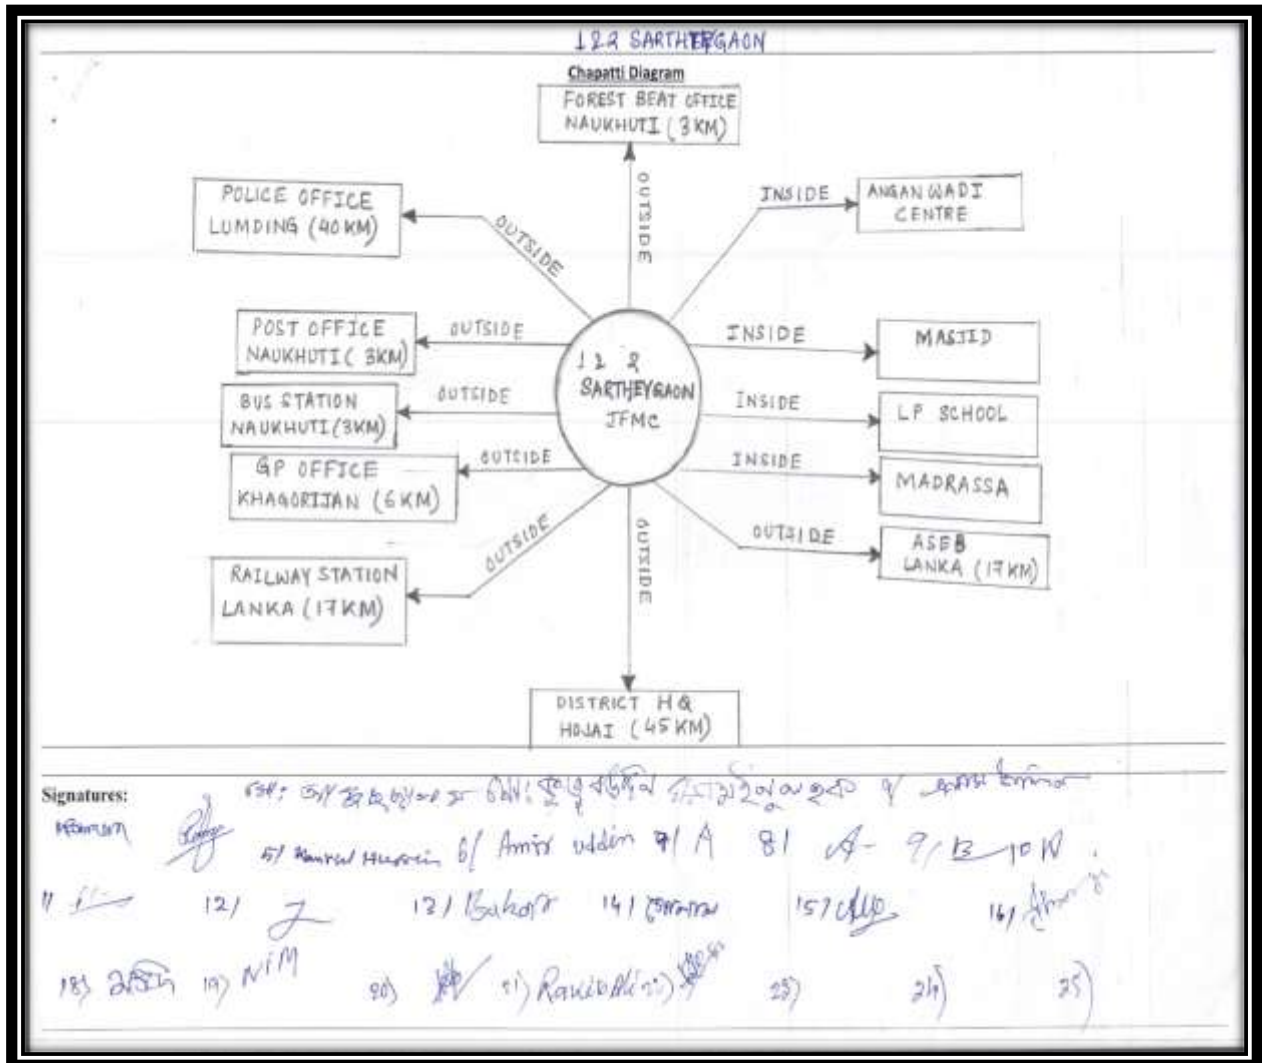 122 SARTHEYGAON
Chapatti Diagram
FOREST BEAT OFFICE
NAUKHUTI (3KM)
OUTSIDE
POLICE OFFICE
LUMDING (40KM)
OUTSIDE
INSIDE
ANGANWADI
CENTRE
POST OFFICE
NAUKHUTI (3KM)
OUTSIDE
INSIDE
MASJID
122
SARTHEYGAON
JFMC
BUS STATION
NAUKHUTI (3KM)
OUTSIDE
INSIDE
LP SCHOOL
GP OFFICE
KHAGORIJAN (6KM)
OUTSIDE
INSIDE
MADRASSA
RAILWAY STATION
LANKA (17KM)
OUTSIDE
OUTSIDE
ASEB
LANKA (17KM)
OUTSIDE
DISTRICT HQ
HOJAI (45KM)
Signatures:
5/ 6/ Amir uddin 7/ A 8/ A- 9/ B 10 N
11 12/ 13/ 14/ 15/ 16/
18) 19) NiM 20) 21) 22) 23) 24) 25)